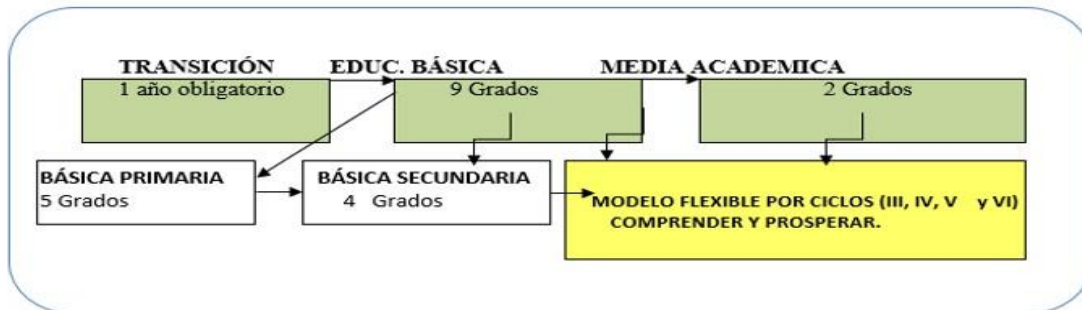 TRANSICIÓN EDUC. BÁSICA MEDIA ACADEMICA
1 año obligatorio 9 Grados 2 Grados
BÁSICA PRIMARIA
5 Grados
BÁSICA SECUNDARIA
4 Grados
MODELO FLEXIBLE POR CICLOS (III, IV, V y VI)
COMPRENDER Y PROSPERAR.